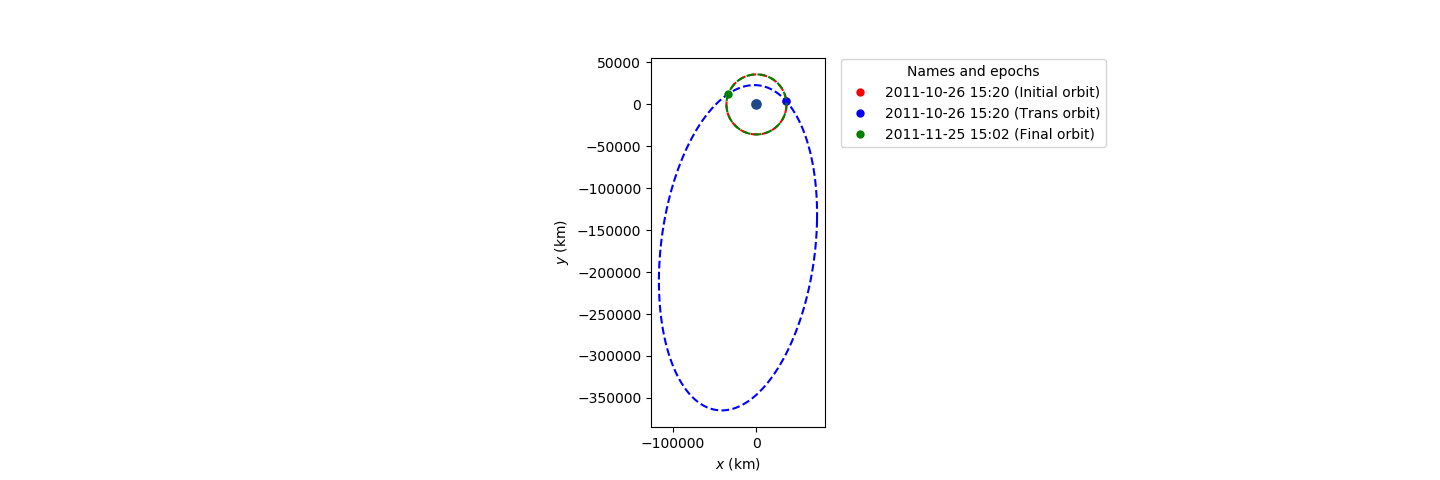 50000
0
−50000
−100000
−150000
−200000
−250000
−300000
−350000
y (km)
−100000
0
x (km)
Names and epochs
2011-10-26 15:20 (Initial orbit)
2011-10-26 15:20 (Trans orbit)
2011-11-25 15:02 (Final orbit)